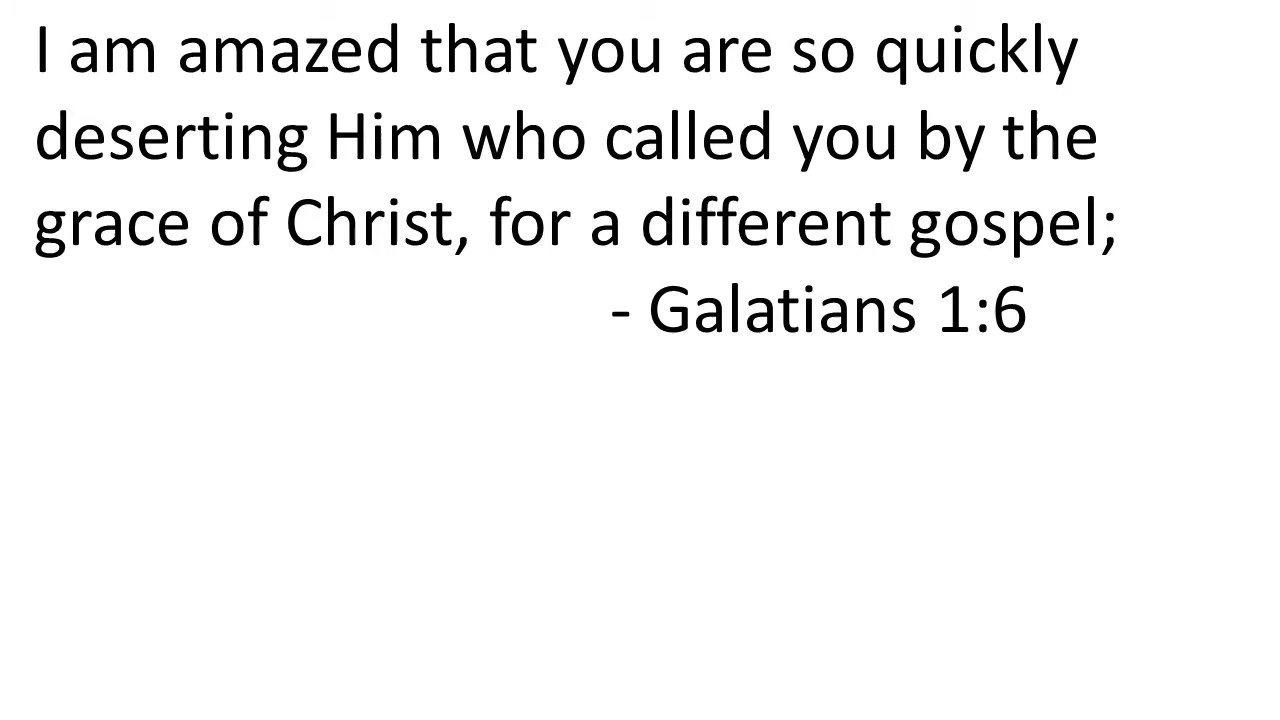 I am amazed that you are so quickly
deserting Him who called you by the
grace of Christ, for a different gospel;
- Galatians 1:6